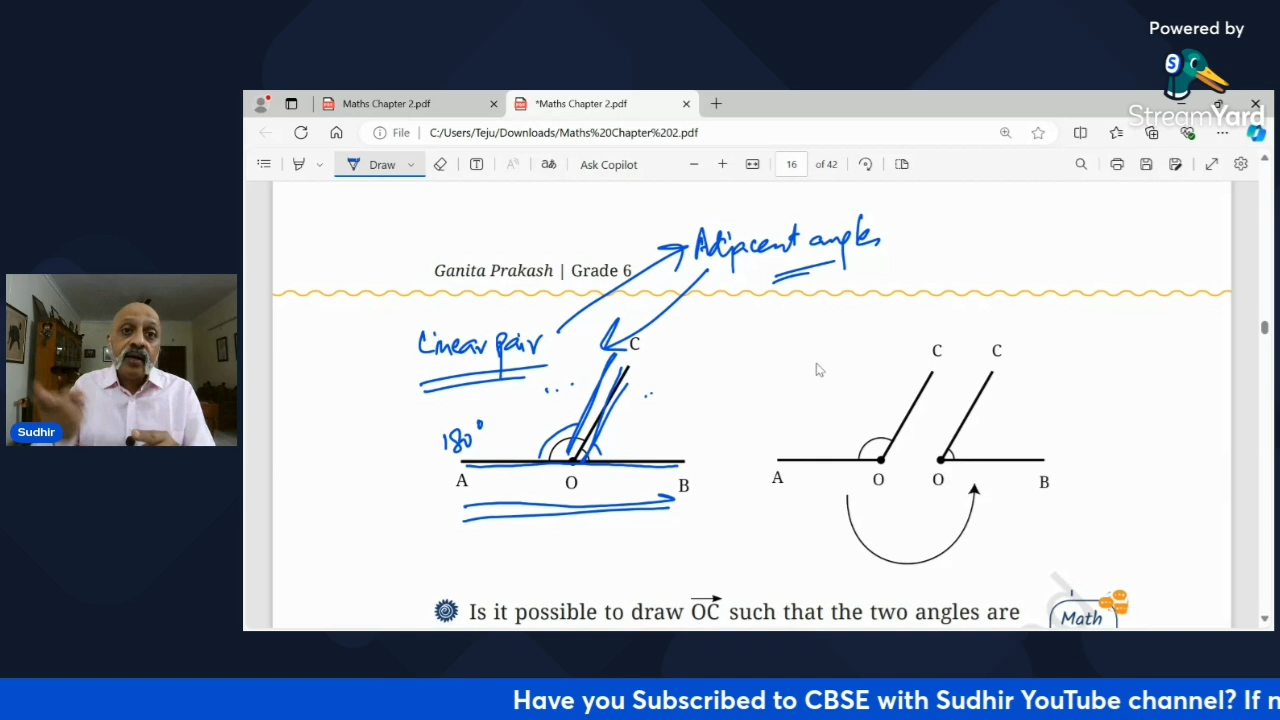 Powered by
S
StreamYard
Maths Chapter 2.pdf
*Maths Chapter 2.pdf
File
C:/Users/Teju/Downloads/Maths%20Chapter%202.pdf
Draw
Ask Copilot
16
of 42
Adjacent angles
Ganita Prakash | Grade 6
Linear pair
C
180°
A
O
B
C
C
A
O
O
B
Is it possible to draw OC such that the two angles are
Math
Sudhir
Have you Subscribed to CBSE with Sudhir YouTube channel? If